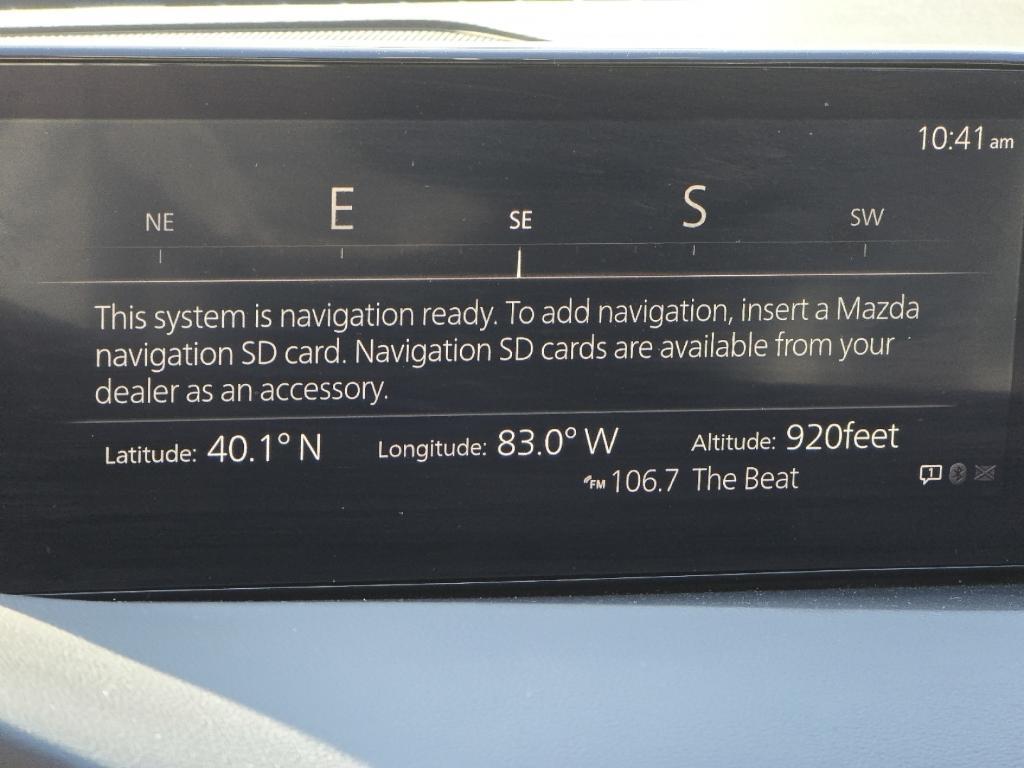 10:41 am
NE E SE S SW
This system is navigation ready. To add navigation, insert a Mazda
navigation SD card. Navigation SD cards are available from your
dealer as an accessory.
Latitude: 40.1° N Longitude: 83.0° W Altitude: 920feet
FM 106.7 The Beat 1